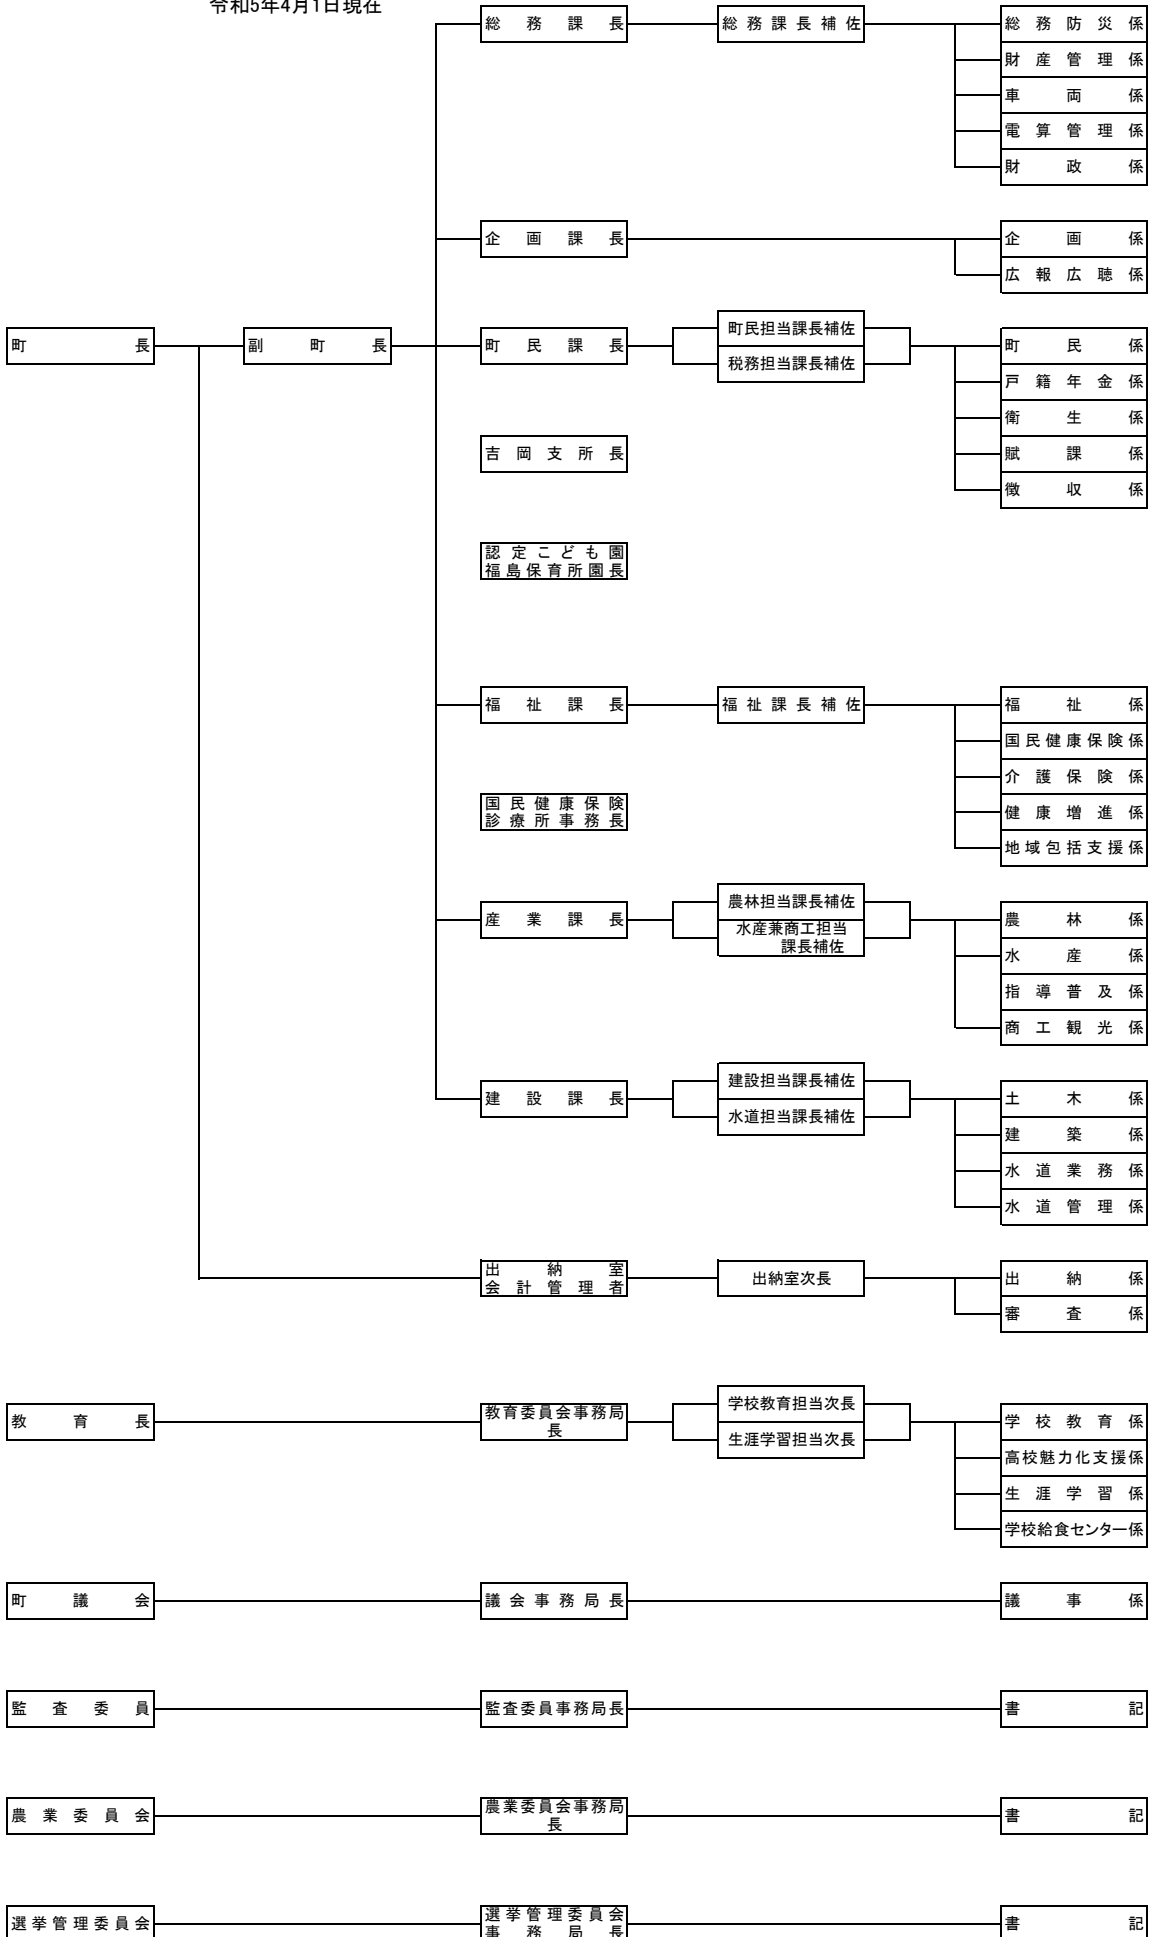 令和5年4月1日現在
総務課長
総務課長補佐
総務防災係
財産管理係
車両係
電算管理係
財政係
企画課長
企画係
広報広聴係
町長
副町長
町民課長
町民担当課長補佐
税務担当課長補佐
町民係
戸籍年金係
衛生係
賦課係
徴収係
吉岡支所長
認定こども園
福島保育所園長
福祉課長
福祉課長補佐
福祉係
国民健康保険係
介護保険係
健康増進係
地域包括支援係
国民健康保険
診療所事務長
産業課長
農林担当課長補佐
水産兼商工担当
課長補佐
農林係
水産係
指導普及係
商工観光係
建設課長
建設担当課長補佐
水道担当課長補佐
土木係
建築係
水道業務係
水道管理係
出納室
会計管理者
出納室次長
出納係
審査係
教育長
教育委員会事務局
長
学校教育担当次長
生涯学習担当次長
学校教育係
高校魅力化支援係
生涯学習係
学校給食センター係
町議会
議会事務局長
議事係
監査委員
監査委員事務局長
書記
農業委員会
農業委員会事務局
長
書記
選挙管理委員会
選挙管理委員会
事務局長
書記